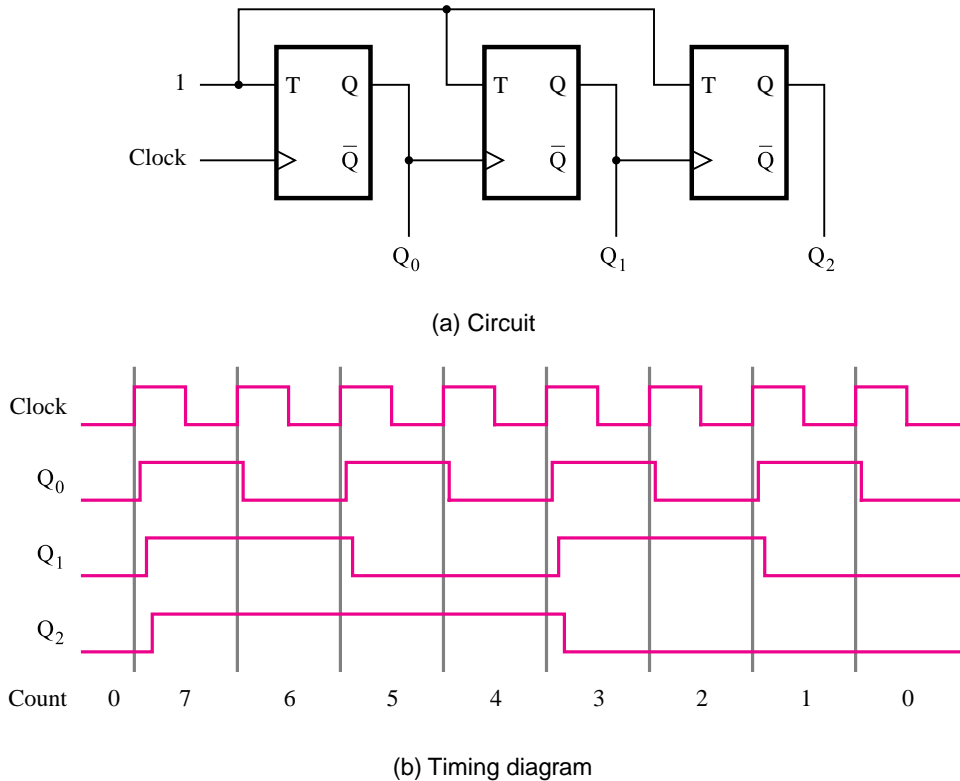 1 T Q T Q T Q
Clock Q̅ Q̅ Q̅
Q₀ Q₁ Q₂
(a) Circuit
Clock
Q₀
Q₁
Q₂
Count 0 7 6 5 4 3 2 1 0
(b) Timing diagram